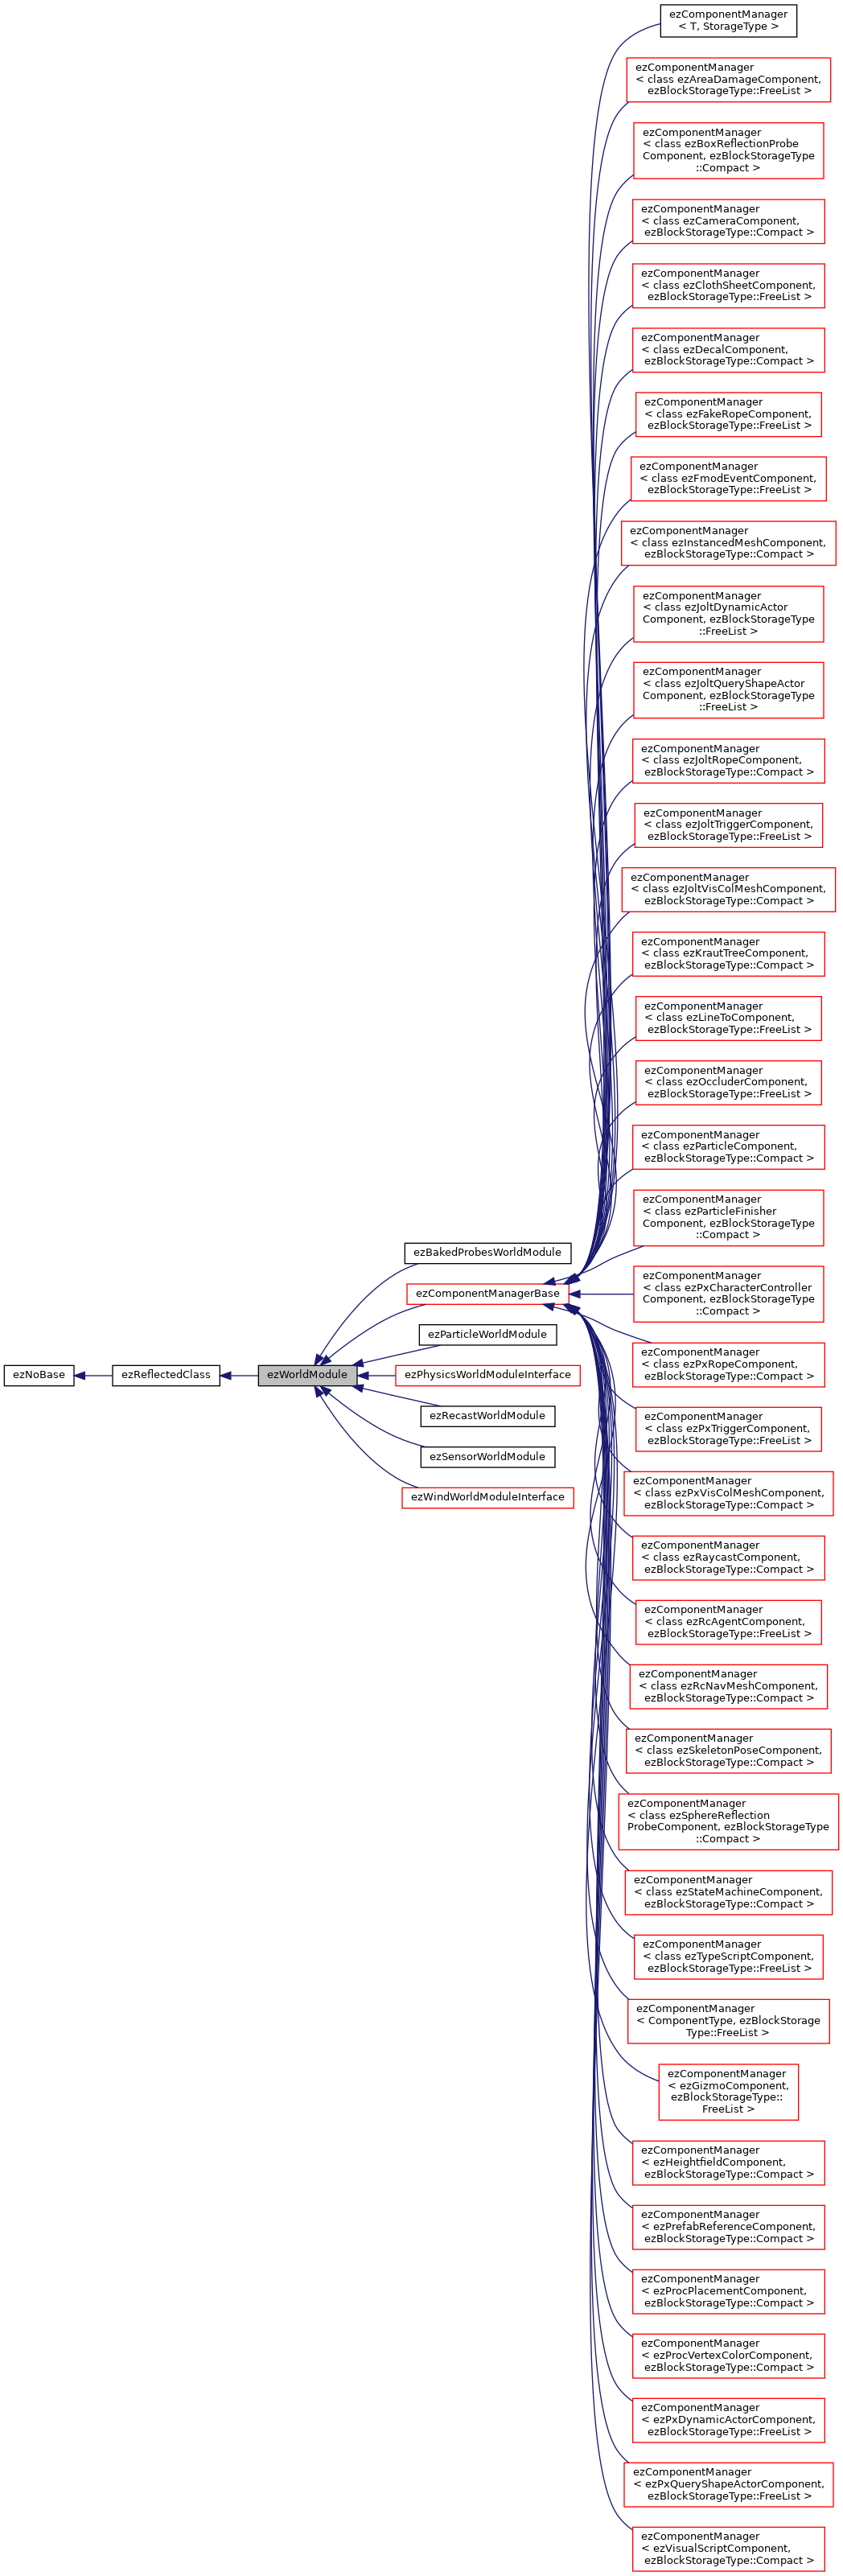 ezComponentManager
< T, StorageType >
ezComponentManager
< class ezAreaDamageComponent,
ezBlockStorageType::FreeList >
ezComponentManager
< class ezBoxReflectionProbe
Component, ezBlockStorageType
::Compact >
ezComponentManager
< class ezCameraComponent,
ezBlockStorageType::Compact >
ezComponentManager
< class ezClothSheetComponent,
ezBlockStorageType::FreeList >
ezComponentManager
< class ezDecalComponent,
ezBlockStorageType::Compact >
ezComponentManager
< class ezFakeRopeComponent,
ezBlockStorageType::FreeList >
ezComponentManager
< class ezFmodEventComponent,
ezBlockStorageType::FreeList >
ezComponentManager
< class ezInstancedMeshComponent,
ezBlockStorageType::Compact >
ezComponentManager
< class ezJoltDynamicActor
Component, ezBlockStorageType
::FreeList >
ezComponentManager
< class ezJoltQueryShapeActor
Component, ezBlockStorageType
::FreeList >
ezComponentManager
< class ezJoltRopeComponent,
ezBlockStorageType::Compact >
ezComponentManager
< class ezJoltTriggerComponent,
ezBlockStorageType::FreeList >
ezComponentManager
< class ezJoltVisColMeshComponent,
ezBlockStorageType::Compact >
ezComponentManager
< class ezKrautTreeComponent,
ezBlockStorageType::Compact >
ezComponentManager
< class ezLineToComponent,
ezBlockStorageType::FreeList >
ezComponentManager
< class ezOccluderComponent,
ezBlockStorageType::FreeList >
ezComponentManager
< class ezParticleComponent,
ezBlockStorageType::Compact >
ezComponentManager
< class ezParticleFinisher
Component, ezBlockStorageType
::Compact >
ezBakedProbesWorldModule
ezComponentManagerBase
ezComponentManager
< class ezPxCharacterController
Component, ezBlockStorageType
::Compact >
ezParticleWorldModule
ezNoBase
ezReflectedClass
ezWorldModule
ezPhysicsWorldModuleInterface
ezComponentManager
< class ezPxRopeComponent,
ezBlockStorageType::Compact >
ezRecastWorldModule
ezComponentManager
< class ezPxTriggerComponent,
ezBlockStorageType::FreeList >
ezSensorWorldModule
ezWindWorldModuleInterface
ezComponentManager
< class ezPxVisColMeshComponent,
ezBlockStorageType::Compact >
ezComponentManager
< class ezRaycastComponent,
ezBlockStorageType::Compact >
ezComponentManager
< class ezRcAgentComponent,
ezBlockStorageType::FreeList >
ezComponentManager
< class ezRcNavMeshComponent,
ezBlockStorageType::Compact >
ezComponentManager
< class ezSkeletonPoseComponent,
ezBlockStorageType::Compact >
ezComponentManager
< class ezSphereReflection
ProbeComponent, ezBlockStorageType
::Compact >
ezComponentManager
< class ezStateMachineComponent,
ezBlockStorageType::Compact >
ezComponentManager
< class ezTypeScriptComponent,
ezBlockStorageType::FreeList >
ezComponentManager
< ComponentType, ezBlockStorage
Type::FreeList >
ezComponentManager
< ezGizmoComponent,
ezBlockStorageType::
FreeList >
ezComponentManager
< ezHeightfieldComponent,
ezBlockStorageType::Compact >
ezComponentManager
< ezPrefabReferenceComponent,
ezBlockStorageType::Compact >
ezComponentManager
< ezProcPlacementComponent,
ezBlockStorageType::Compact >
ezComponentManager
< ezProcVertexColorComponent,
ezBlockStorageType::Compact >
ezComponentManager
< ezPxDynamicActorComponent,
ezBlockStorageType::FreeList >
ezComponentManager
< ezPxQueryShapeActorComponent,
ezBlockStorageType::FreeList >
ezComponentManager
< ezVisualScriptComponent,
ezBlockStorageType::Compact >